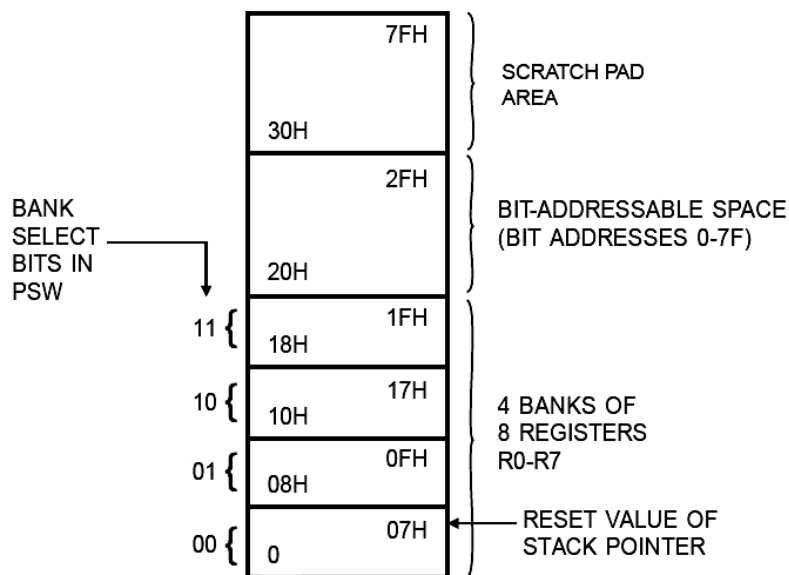 7FH
30H
SCRATCH PAD
AREA
2FH
20H
BIT-ADDRESSABLE SPACE
(BIT ADDRESSES 0-7F)
BANK
SELECT
BITS IN
PSW
11 {
1FH
18H
10 {
17H
10H
01 {
0FH
08H
00 {
07H
0
4 BANKS OF
8 REGISTERS
R0-R7
RESET VALUE OF
STACK POINTER